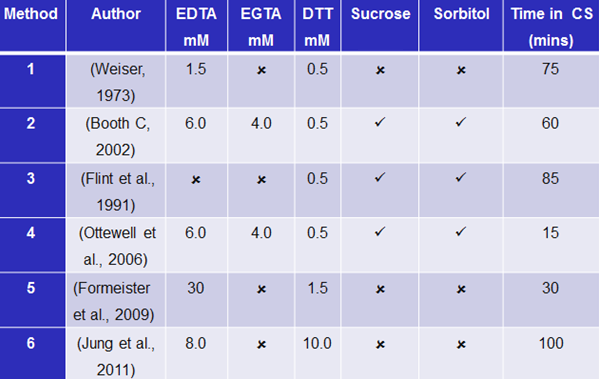 Method Author EDTA mM EGTA mM DTT mM Sucrose Sorbitol Time in CS (mins)
1 (Weiser, 1973) 1.5 × 0.5 × × 75
2 (Booth C, 2002) 6.0 4.0 0.5 ✓ ✓ 60
3 (Flint et al., 1991) × × 0.5 ✓ ✓ 85
4 (Ottewell et al., 2006) 6.0 4.0 0.5 ✓ ✓ 15
5 (Formeister et al., 2009) 30 × 1.5 × × 30
6 (Jung et al., 2011) 8.0 × 10.0 × × 100